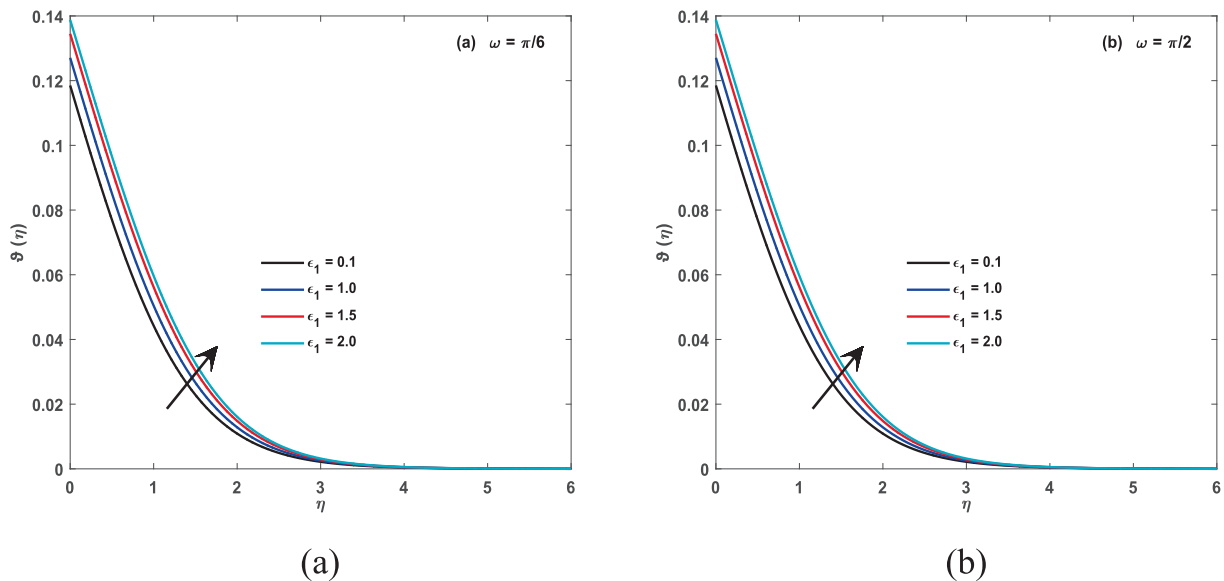 0.14
0.12
0.1
0.08
0.06
0.04
0.02
0
ϑ (η)
(a) ω = π/6
ϵ₁ = 0.1
ϵ₁ = 1.0
ϵ₁ = 1.5
ϵ₁ = 2.0
0 1 2 3 4 5 6
η
(a)
0.14
0.12
0.1
0.08
0.06
0.04
0.02
0
ϑ (η)
(b) ω = π/2
ϵ₁ = 0.1
ϵ₁ = 1.0
ϵ₁ = 1.5
ϵ₁ = 2.0
0 1 2 3 4 5 6
η
(b)